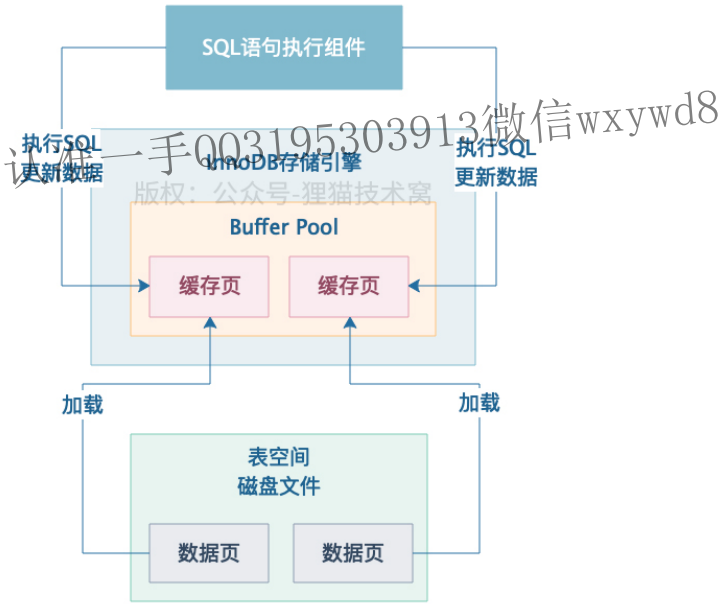 SQL语句执行组件
认准一手003195303913微信wxywd8
执行SQL
更新数据
执行SQL
更新数据
InnoDB存储引擎
版权：公众号-狸猫技术窝
Buffer Pool
缓存页
缓存页
加载
加载
表空间
磁盘文件
数据页
数据页